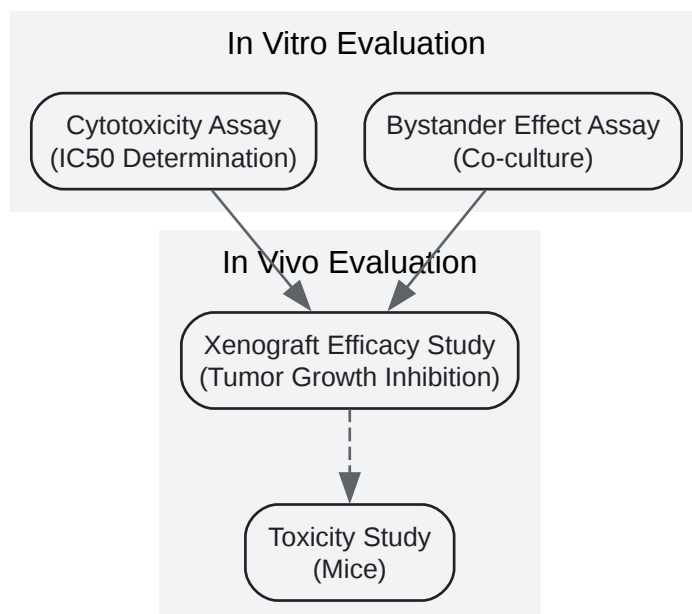 In Vitro Evaluation
Cytotoxicity Assay
(IC50 Determination)
Bystander Effect Assay
(Co-culture)
In Vivo Evaluation
Xenograft Efficacy Study
(Tumor Growth Inhibition)
Toxicity Study
(Mice)